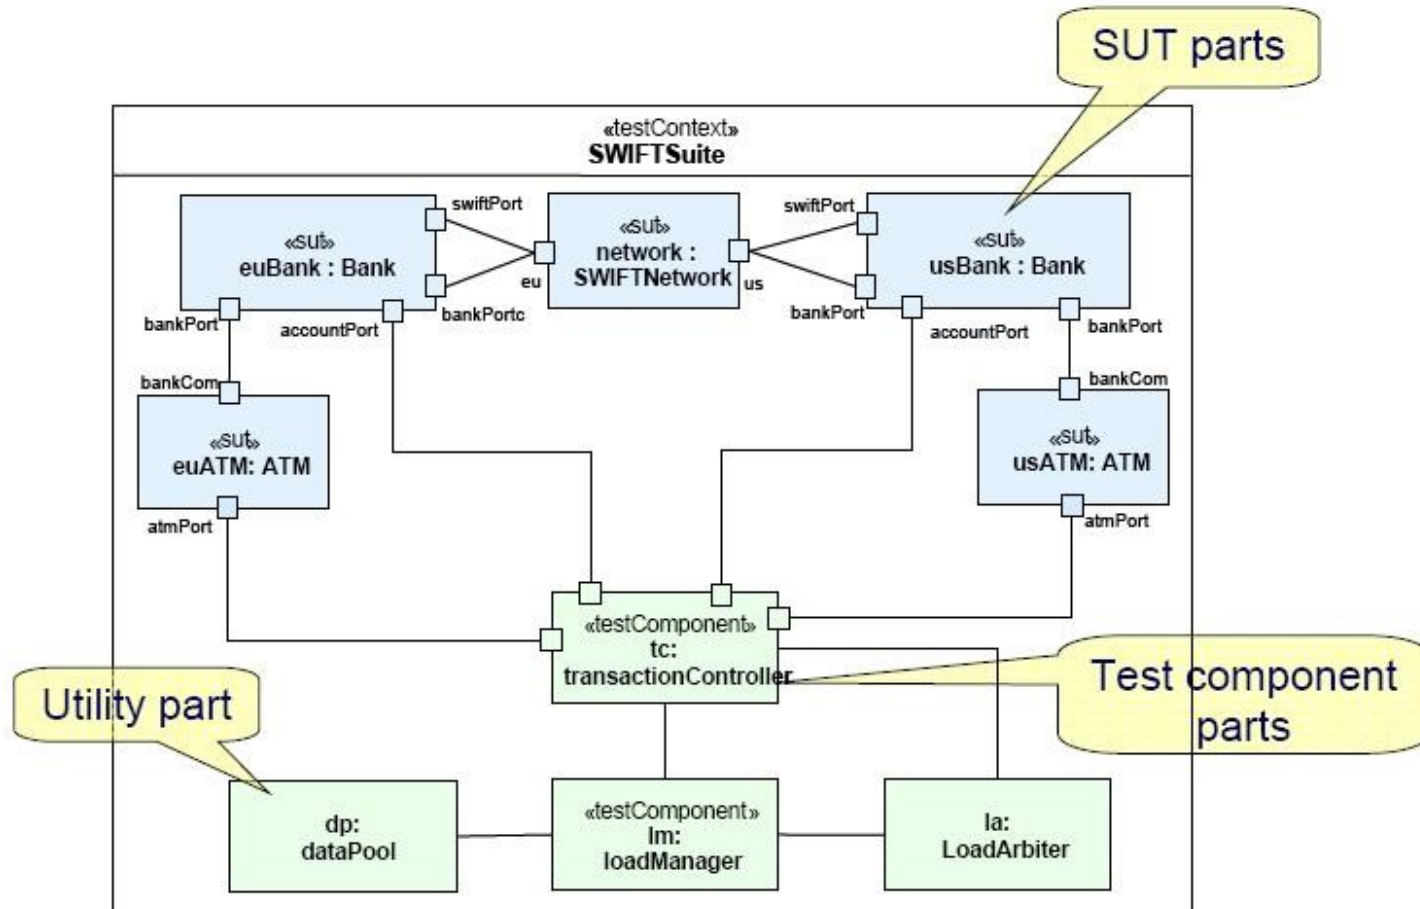 SUT parts
«testContext»
SWIFTSuite
swiftPort
swiftPort
«sut»
euBank : Bank
«sut»
network :
SWIFTNetwork
«sut»
usBank : Bank
eu
us
bankPort
accountPort
bankPortc
bankPort
accountPort
bankPort
bankCom
bankCom
«sut»
euATM: ATM
«sut»
usATM: ATM
atmPort
atmPort
«testComponent»
tc:
transactionController
Test component
parts
Utility part
dp:
dataPool
«testComponent»
lm:
loadManager
la:
LoadArbiter